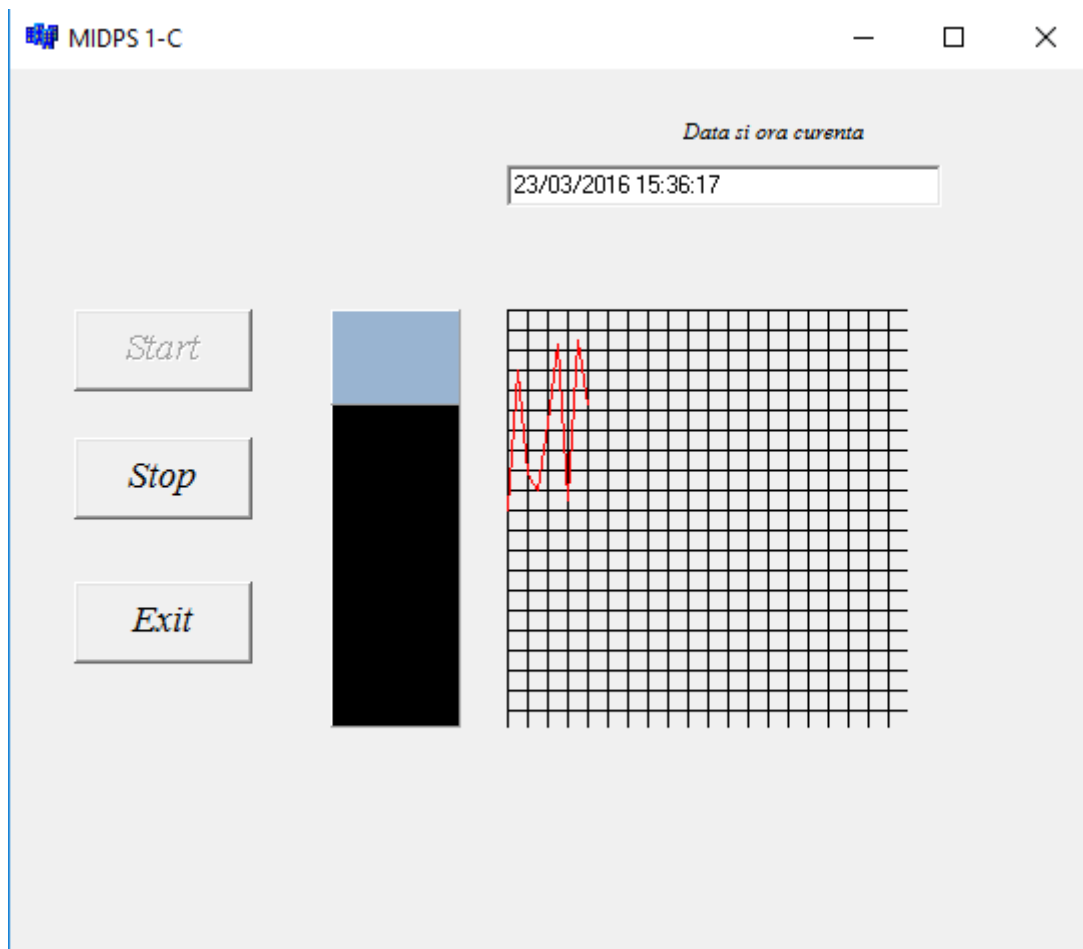 MIDPS 1-C
Data si ora curenta
23/03/2016 15:36:17
Start
Stop
Exit